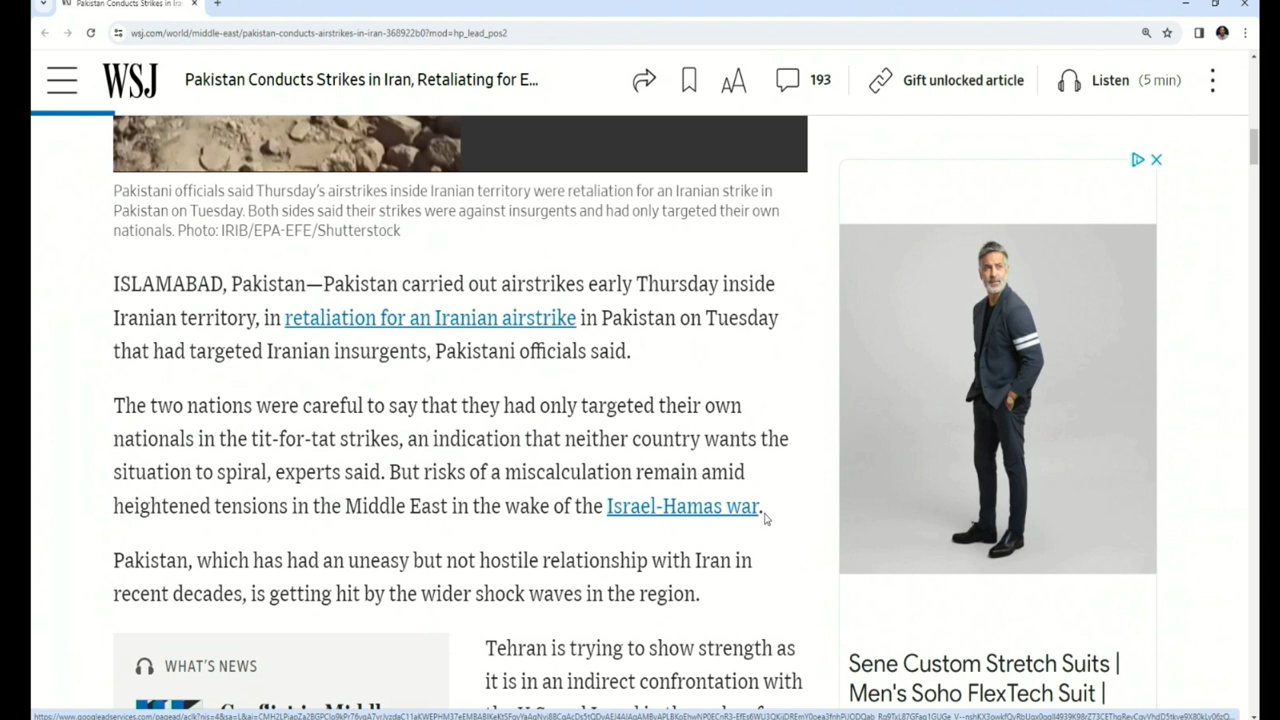 Pakistan Conducts Strikes in Ira
wsj.com/world/middle-east/pakistan-conducts-airstrikes-in-iran-368922b0?mod=hp_lead_pos2
WSJ
Pakistan Conducts Strikes in Iran, Retaliating for E...
AA
193
Gift unlocked article
Listen (5 min)
Pakistani officials said Thursday's airstrikes inside Iranian territory were retaliation for an Iranian strike in
Pakistan on Tuesday. Both sides said their strikes were against insurgents and had only targeted their own
nationals. Photo: IRIB/EPA-EFE/Shutterstock
ISLAMABAD, Pakistan—Pakistan carried out airstrikes early Thursday inside
Iranian territory, in retaliation for an Iranian airstrike in Pakistan on Tuesday
that had targeted Iranian insurgents, Pakistani officials said.
The two nations were careful to say that they had only targeted their own
nationals in the tit-for-tat strikes, an indication that neither country wants the
situation to spiral, experts said. But risks of a miscalculation remain amid
heightened tensions in the Middle East in the wake of the Israel-Hamas war.
Pakistan, which has had an uneasy but not hostile relationship with Iran in
recent decades, is getting hit by the wider shock waves in the region.
WHAT'S NEWS
Tehran is trying to show strength as
it is in an indirect confrontation with
Sene Custom Stretch Suits |
Men's Soho FlexTech Suit |